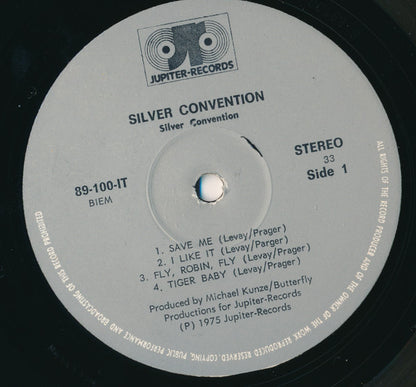 JUPITER-RECORDS
SILVER CONVENTION
Silver Convention
89-100-IT
BIEM
STEREO
33
Side 1
1. SAVE ME (Levay/Prager)
2. I LIKE IT (Levay/Parger)
3. FLY, ROBIN, FLY (Levay/Prager)
4. TIGER BABY (Levay/Prager)
Produced by Michael Kunze/Butterfly
Productions for Jupiter-Records
(P) 1975 Jupiter-Records
ALL RIGHTS OF THE RECORD PRODUCER AND OF THE OWNER OF THE WORK REPRODUCED RESERVED. COPYING, PUBLIC PERFORMANCE AND BROADCASTING OF THIS RECORD PROHIBITED